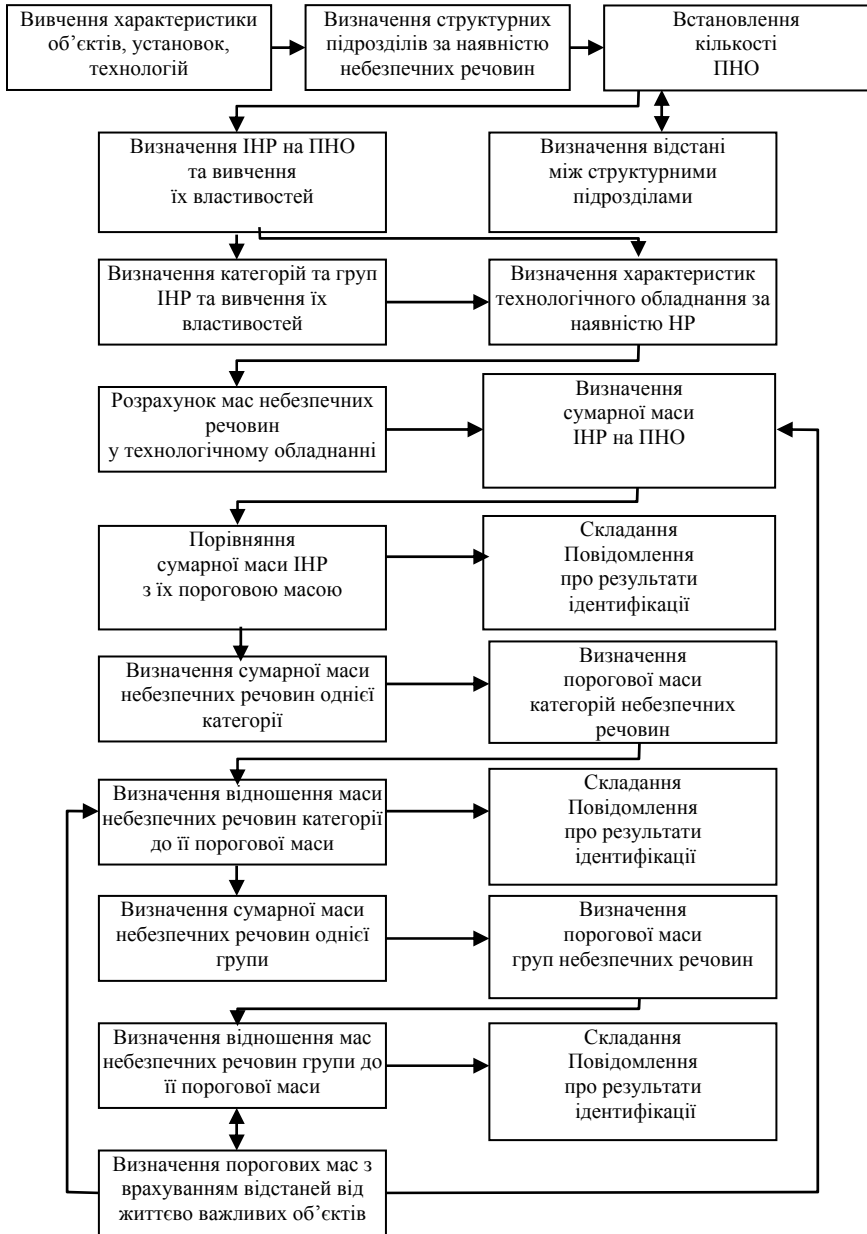 Вивчення характеристики
об’єктів, установок,
технологій
Визначення структурних
підрозділів за наявністю
небезпечних речовин
Встановлення
кількості
ПНО
Визначення ІНР на ПНО
та вивчення
їх властивостей
Визначення відстані
між структурними
підрозділами
Визначення категорій та груп
ІНР та вивчення їх
властивостей
Визначення характеристик
технологічного обладнання за
наявністю НР
Розрахунок мас небезпечних
речовин
у технологічному обладнанні
Визначення
сумарної маси
ІНР на ПНО
Порівняння
сумарної маси ІНР
з їх пороговою масою
Складання
Повідомлення
про результати
ідентифікації
Визначення сумарної маси
небезпечних речовин однієї
категорії
Визначення
порогової маси
категорій небезпечних
речовин
Визначення відношення маси
небезпечних речовин категорії
до її порогової маси
Складання
Повідомлення
про результати
ідентифікації
Визначення сумарної маси
небезпечних речовин однієї
групи
Визначення
порогової маси
груп небезпечних речовин
Визначення відношення мас
небезпечних речовин групи до
її порогової маси
Складання
Повідомлення
про результати
ідентифікації
Визначення порогових мас з
врахуванням відстаней від
життєво важливих об’єктів